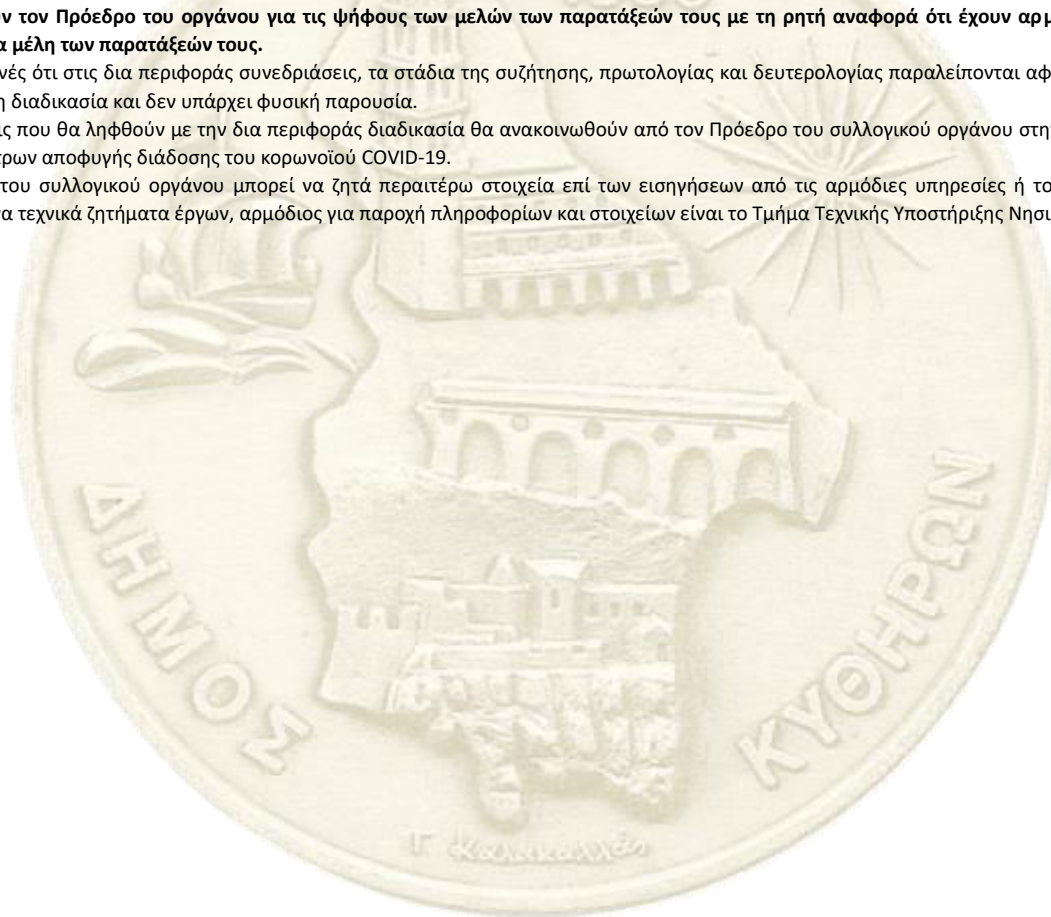 ν τον Πρόεδρο του οργάνου για τις ψήφους των μελών των παρατάξεών τους με τη ρητή αναφορά ότι έχουν αρμ
α μέλη των παρατάξεών τους.
νές ότι στις δια περιφοράς συνεδριάσεις, τα στάδια της συζήτησης, πρωτολογίας και δευτερολογίας παραλείπονται αφ
η διαδικασία και δεν υπάρχει φυσική παρουσία.
ις που θα ληφθούν με την δια περιφοράς διαδικασία θα ανακοινωθούν από τον Πρόεδρο του συλλογικού οργάνου στη
τρων αποφυγής διάδοσης του κορωνοϊού COVID-19.
του συλλογικού οργάνου μπορεί να ζητά περαιτέρω στοιχεία επί των εισηγήσεων από τις αρμόδιες υπηρεσίες ή το
να τεχνικά ζητήματα έργων, αρμόδιος για παροχή πληροφορίων και στοιχείων είναι το Τμήμα Τεχνικής Υποστήριξης Νησι
ΔΗΜΟΣ
ΚΥΘΗΡΩΝ